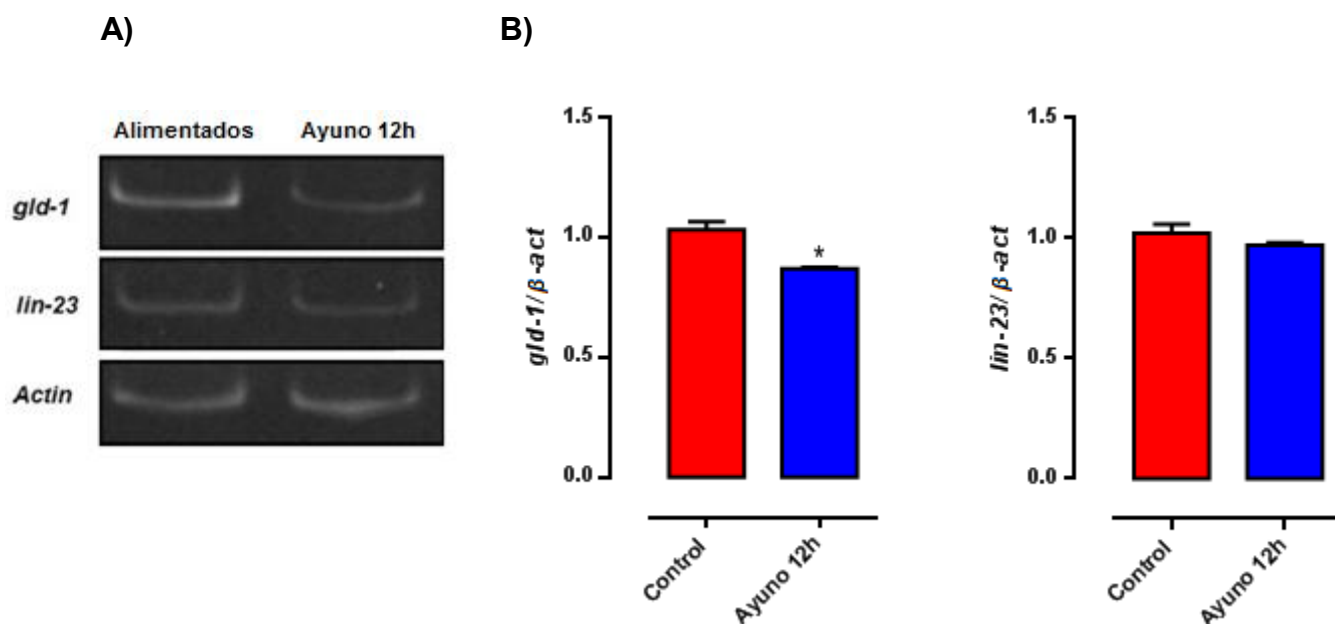 A)
B)
Alimentados Ayuno 12h
gld-1
lin-23
Actin
gld-1/β-act
1.5
1.0
0.5
0.0
*
Control
Ayuno 12h
lin-23/β-act
1.5
1.0
0.5
0.0
Control
Ayuno 12h